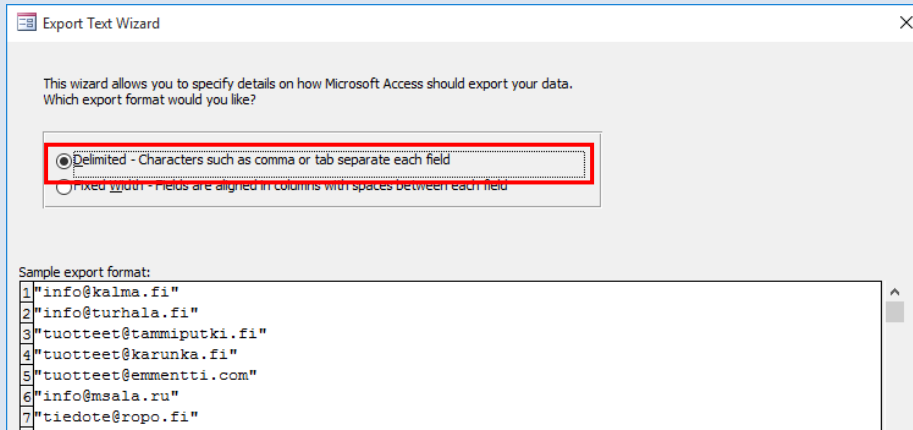 Export Text Wizard
This wizard allows you to specify details on how Microsoft Access should export your data.
Which export format would you like?
Delimited - Characters such as comma or tab separate each field
Fixed Width - Fields are aligned in columns with spaces between each field
Sample export format:
1 "info@kalma.fi"
2 "info@turhala.fi"
3 "tuotteet@tammiputki.fi"
4 "tuotteet@karunka.fi"
5 "tuotteet@emmentti.com"
6 "info@msala.ru"
7 "tiedote@ropo.fi"